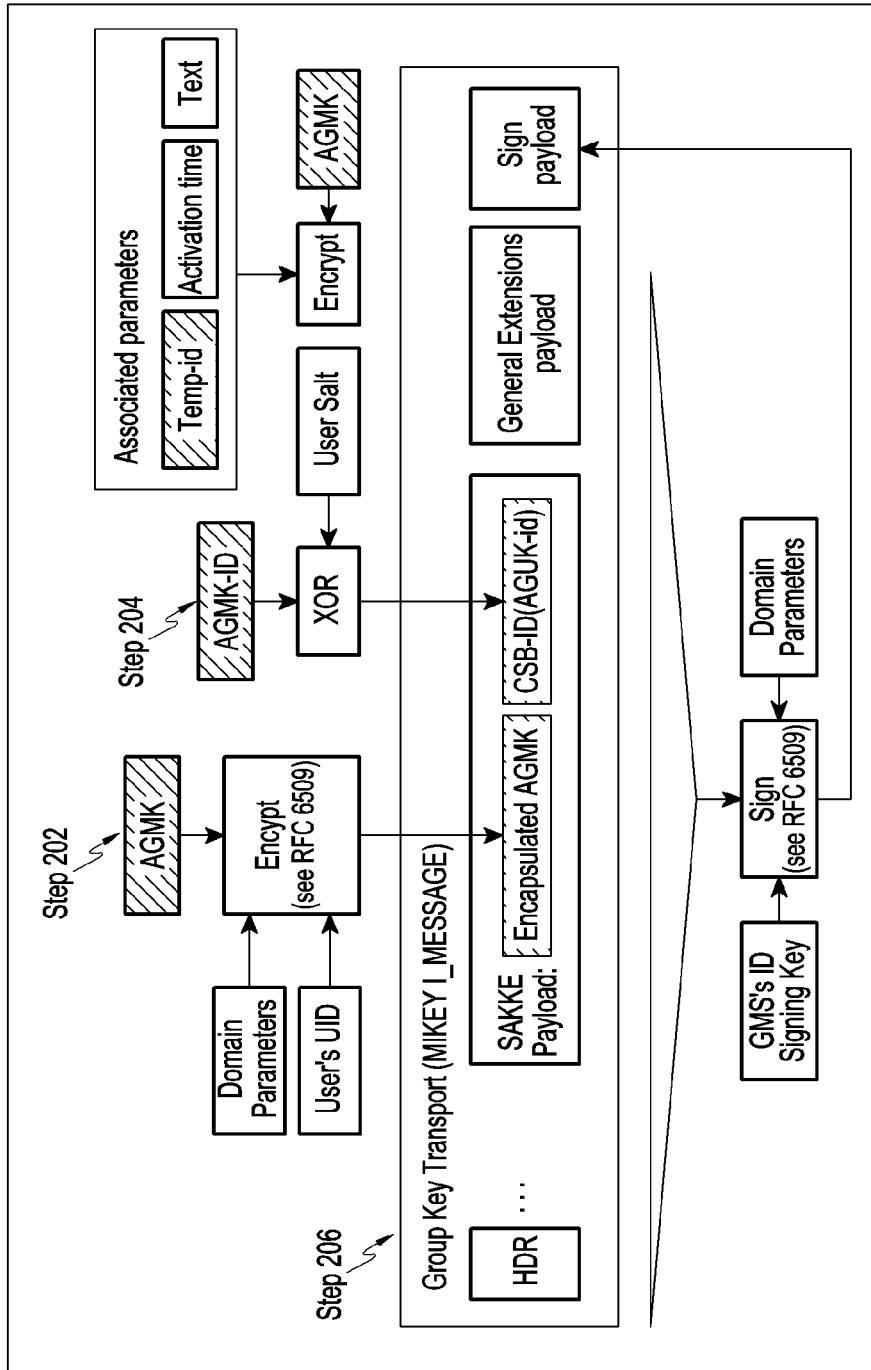 Step 202
AGMK
Domain
Parameters
User's UID
Encrypt
(see RFC 6509)
Step 204
AGMK-ID
XOR
User Salt
Associated parameters
Temp-id
Activation time
Text
Encrypt
AGMK
Step 206
Group Key Transport (MIKEY I_MESSAGE)
HDR
...
SAKKE
Payload:
Encapsulated AGMK
CSB-ID(AGUK-id)
General Extensions
payload
Sign
payload
GMS's ID
Signing Key
Sign
(see RFC 6509)
Domain
Parameters